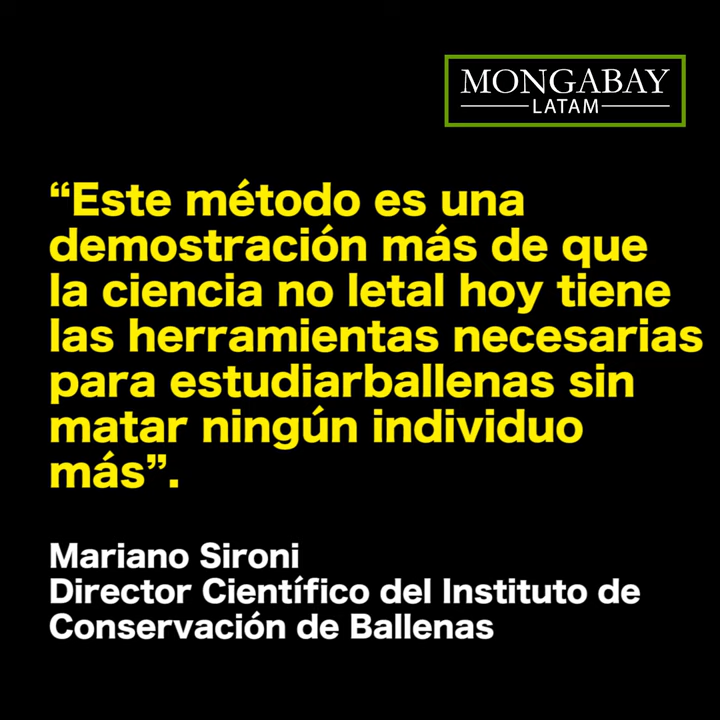 MONGABAY
LATAM
“Este método es una
demostración más de que
la ciencia no letal hoy tiene
las herramientas necesarias
para estudiarballenas sin
matar ningún individuo
más”.
Mariano Sironi
Director Científico del Instituto de
Conservación de Ballenas